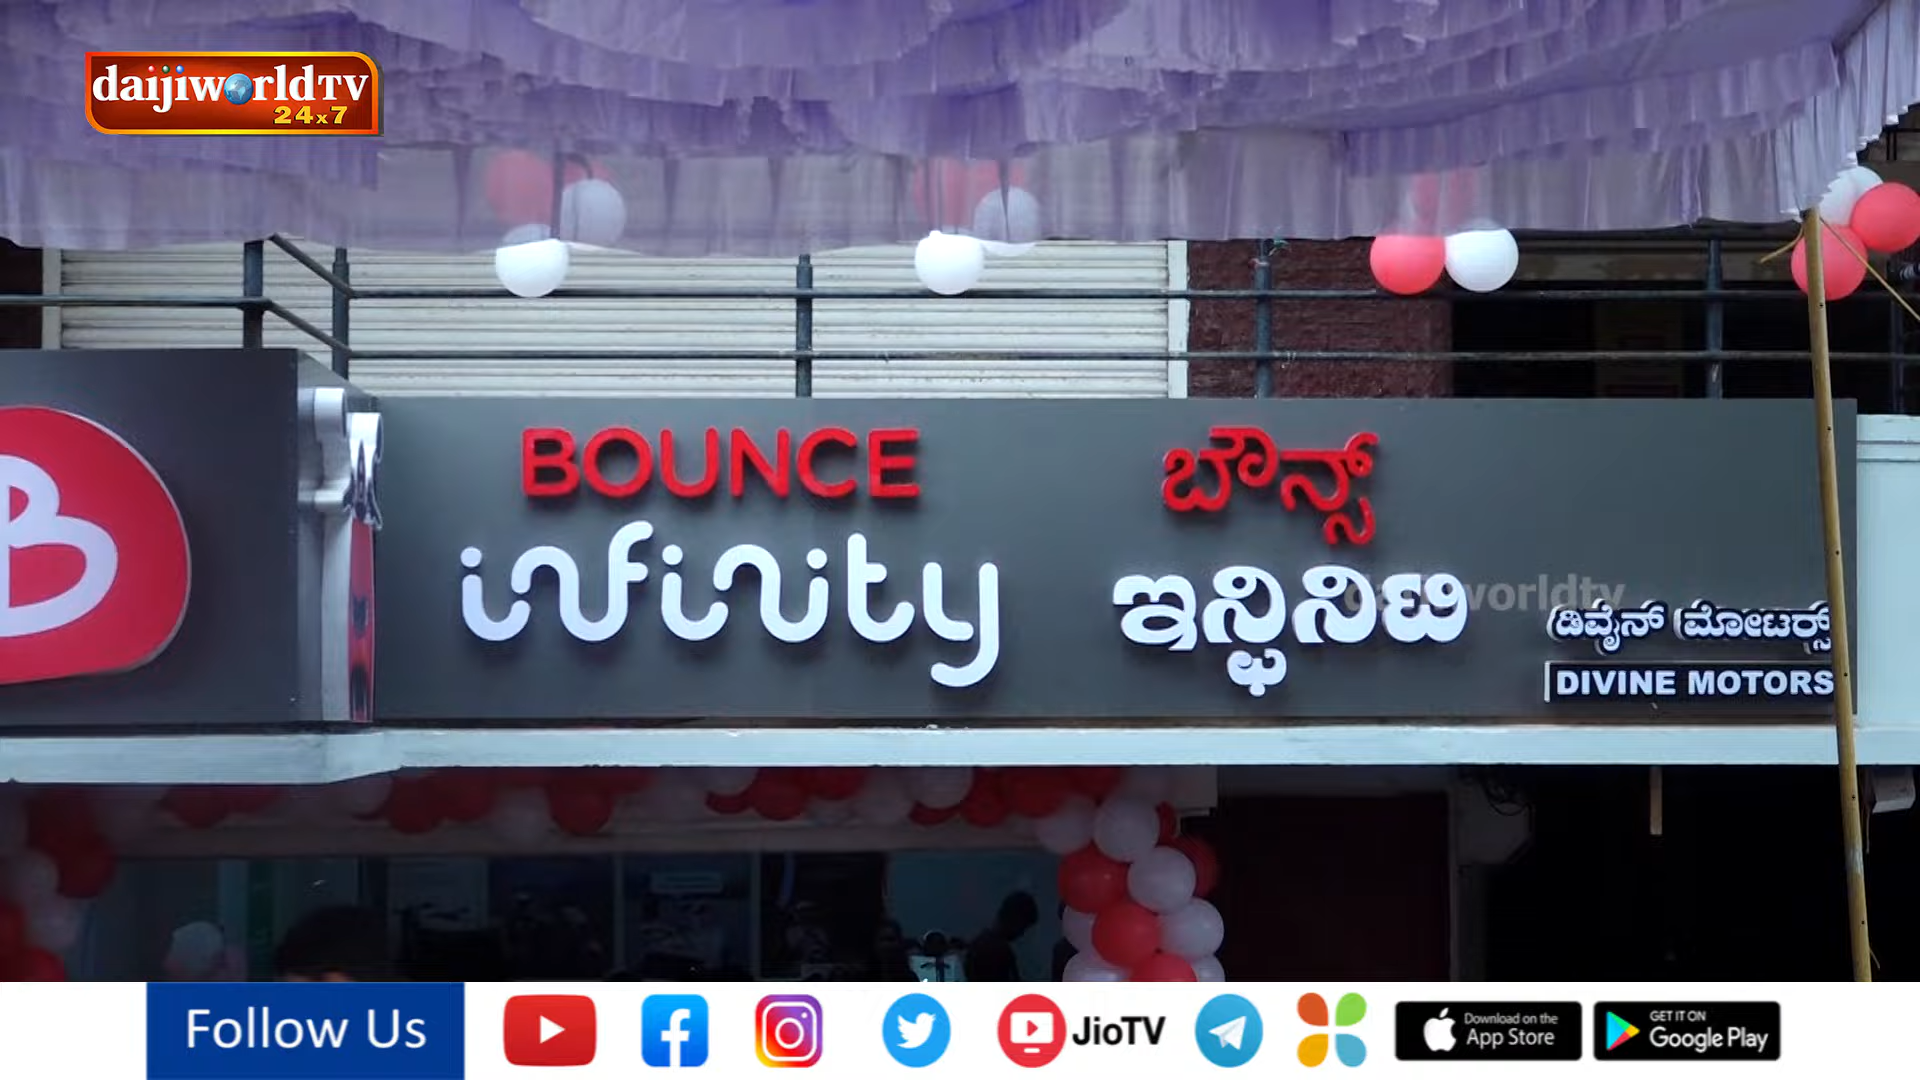 daijiworldTV
24x7
B
BOUNCE
infinity
ಬೌನ್ಸ್
ಇನ್ಫಿನಿಟಿ
daijiworldtv
ಡಿವೈನ್ ಮೋಟರ್ಸ್
DIVINE MOTORS
Follow Us
JioTV
Download on the
App Store
GET IT ON
Google Play